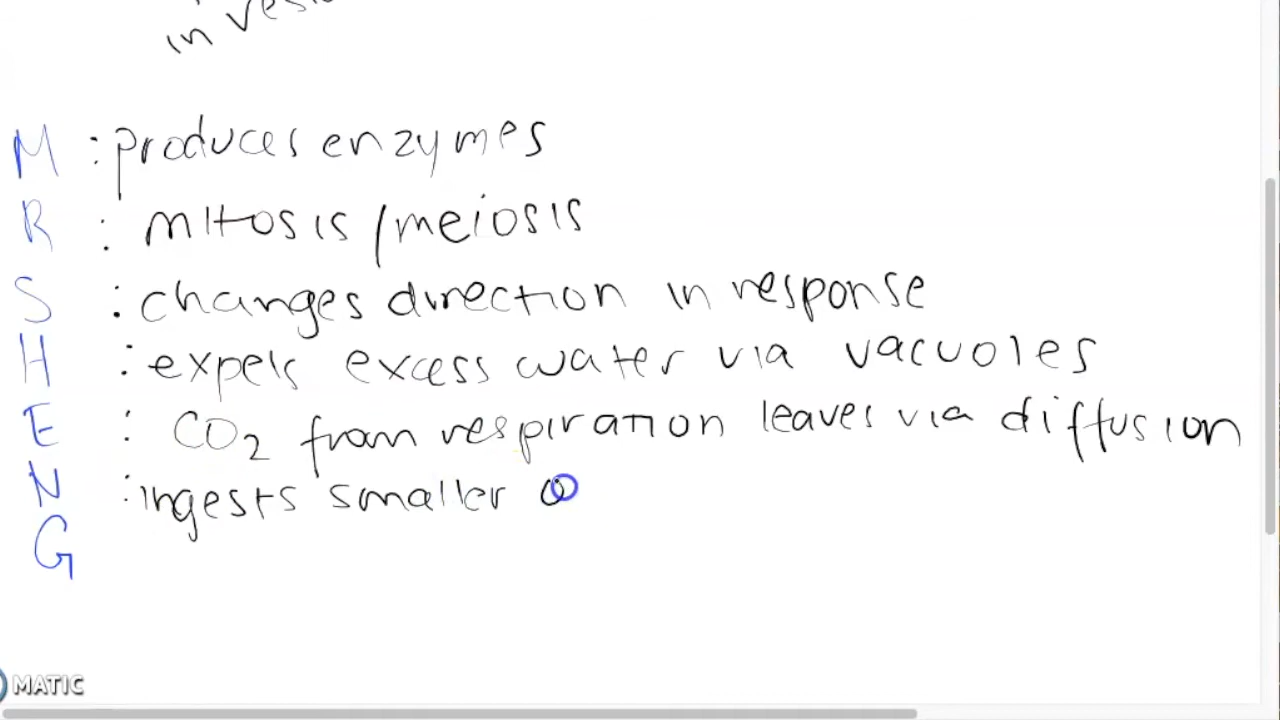 in
M : produces enzymes
R : mitosis/meiosis
S : changes direction in response
H : expels excess water via vacuoles
E : CO2 from respiration leaves via diffusion
N : ingests smaller o
G
MATIC